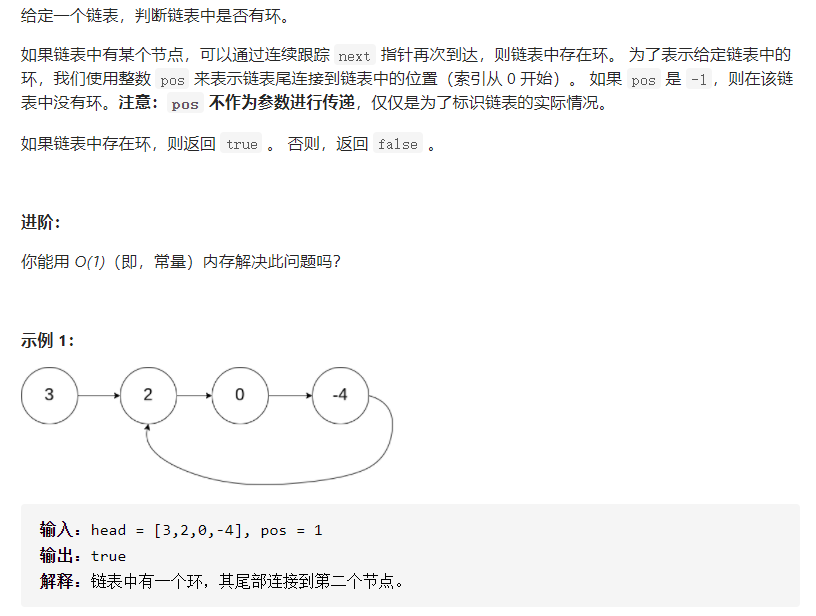 给定一个链表，判断链表中是否有环。
如果链表中有某个节点，可以通过连续跟踪 next 指针再次到达，则链表中存在环。 为了表示给定链表中的
环，我们使用整数 pos 来表示链表尾连接到链表中的位置（索引从 0 开始）。 如果 pos 是 -1，则在该链
表中没有环。注意：pos 不作为参数进行传递，仅仅是为了标识链表的实际情况。
如果链表中存在环，则返回 true 。 否则，返回 false 。
进阶：
你能用 O(1)（即，常量）内存解决此问题吗？
示例 1：
3 2 0 -4
输入：head = [3,2,0,-4], pos = 1
输出：true
解释：链表中有一个环，其尾部连接到第二个节点。